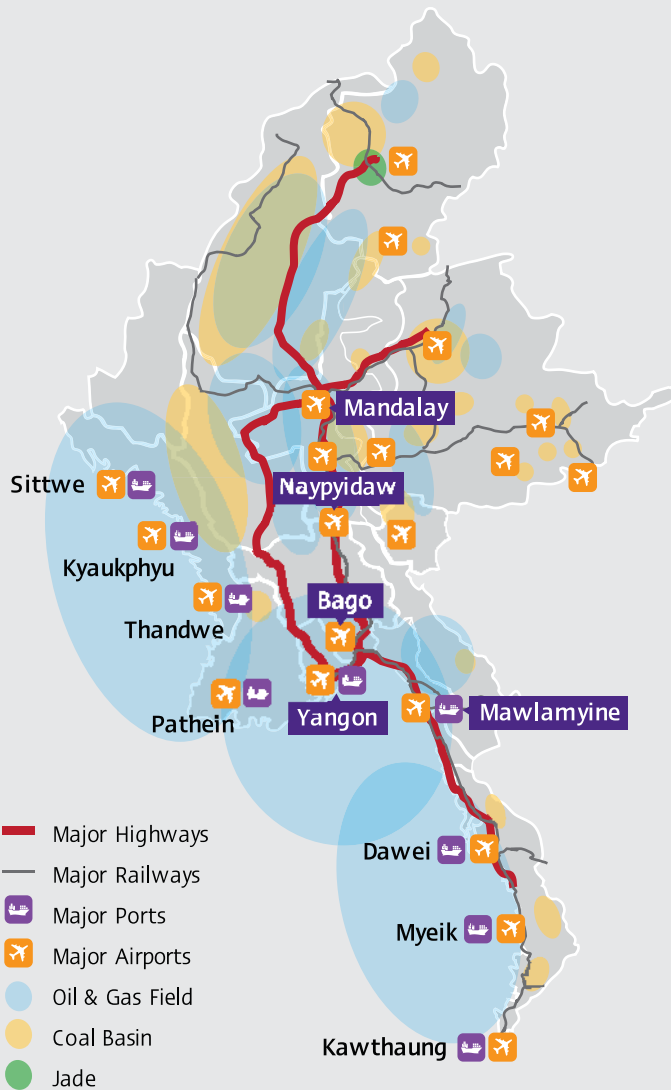 Mandalay
Sittwe
Naypyidaw
Kyaukphyu
Bago
Thandwe
Pathein
Yangon
Mawlamyine
Major Highways
Dawei
Major Railways
Major Ports
Myeik
Major Airports
Oil & Gas Field
Coal Basin
Kawthaung
Jade